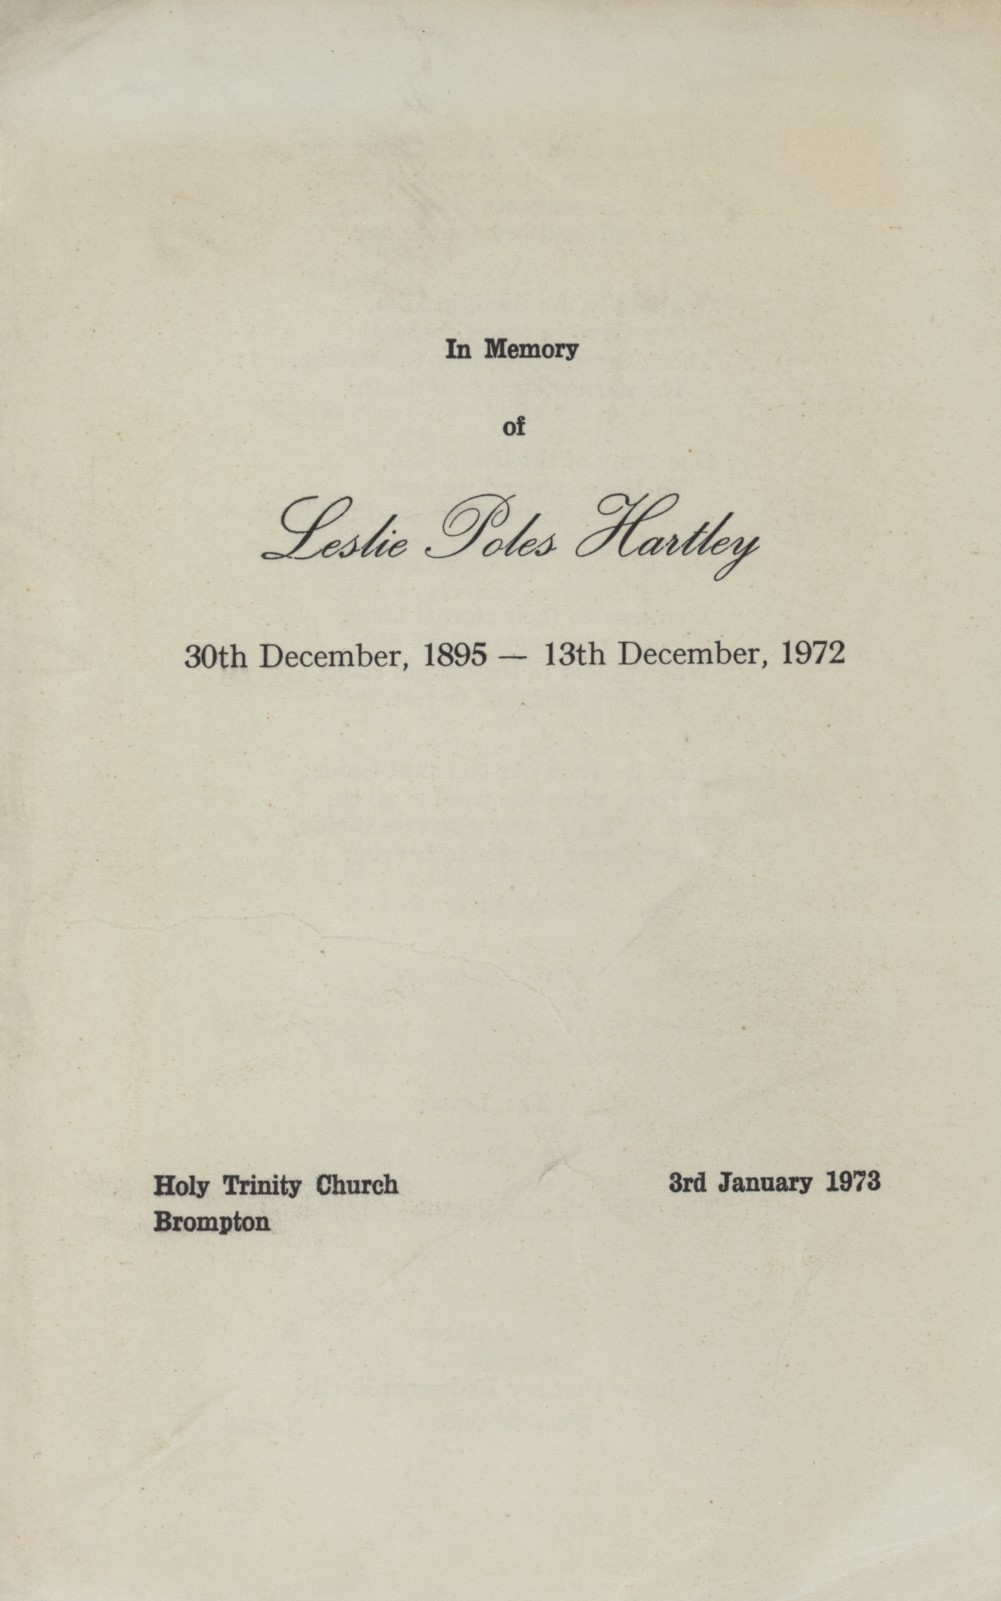 In Memory
of
Leslie Poles Hartley
30th December, 1895 — 13th December, 1972
Holy Trinity Church
Brompton
3rd January 1973